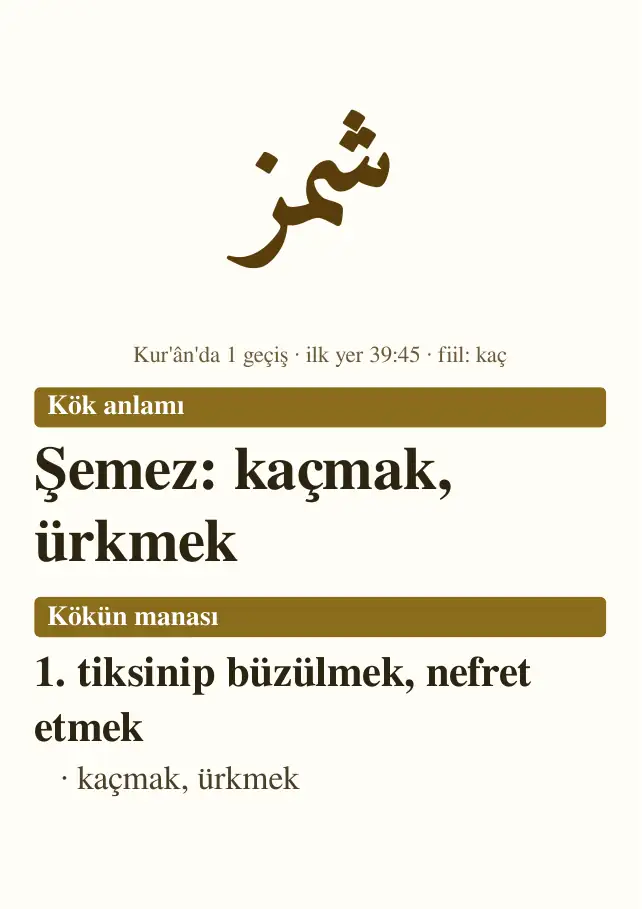 شمز
Kur'ân'da 1 geçiş · ilk yer 39:45 · fiil: kaç
Kök anlamı
Şemez: kaçmak,
ürkmek
Kökün manası
1. tiksinip büzülmek, nefret
etmek
· kaçmak, ürkmek